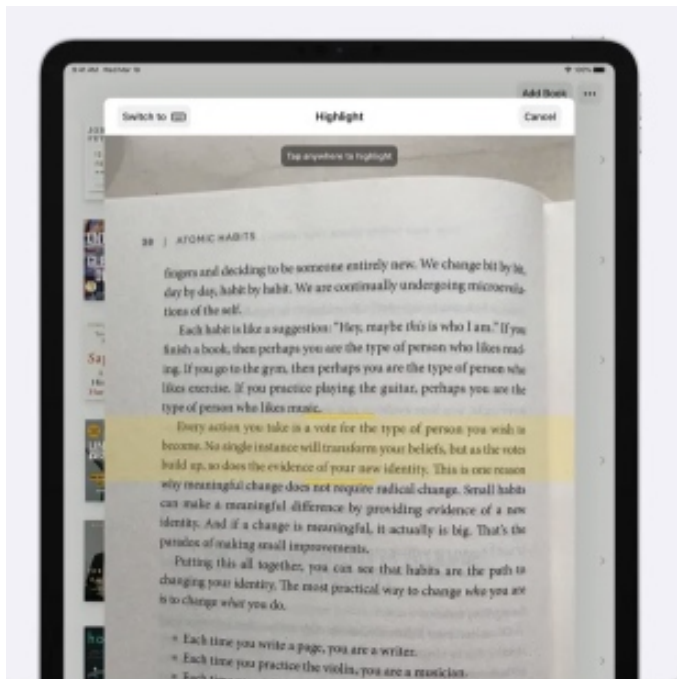 9:41 AM Wed Mar 16
100%
Add Book
Switch to
Highlight
Cancel
Tap anywhere to highlight
38 | ATOMIC HABITS
fingers and deciding to be someone entirely new. We change bit by bit,
day by day, habit by habit. We are continually undergoing microevolu-
tions of the self.
Each habit is like a suggestion: “Hey, maybe this is who I am.” If you
finish a book, then perhaps you are the type of person who likes read-
ing. If you go to the gym, then perhaps you are the type of person who
likes exercise. If you practice playing the guitar, perhaps you are the
type of person who likes music.
Every action you take is a vote for the type of person you wish to
become. No single instance will transform your beliefs, but as the votes
build up, so does the evidence of your new identity. This is one reason
why meaningful change does not require radical change. Small habits
can make a meaningful difference by providing evidence of a new
identity. And if a change is meaningful, it actually is big. That’s the
paradox of making small improvements.
Putting this all together, you can see that habits are the path to
changing your identity. The most practical way to change who you are
is to change what you do.
• Each time you write a page, you are a writer.
• Each time you practice the violin, you are a musician.